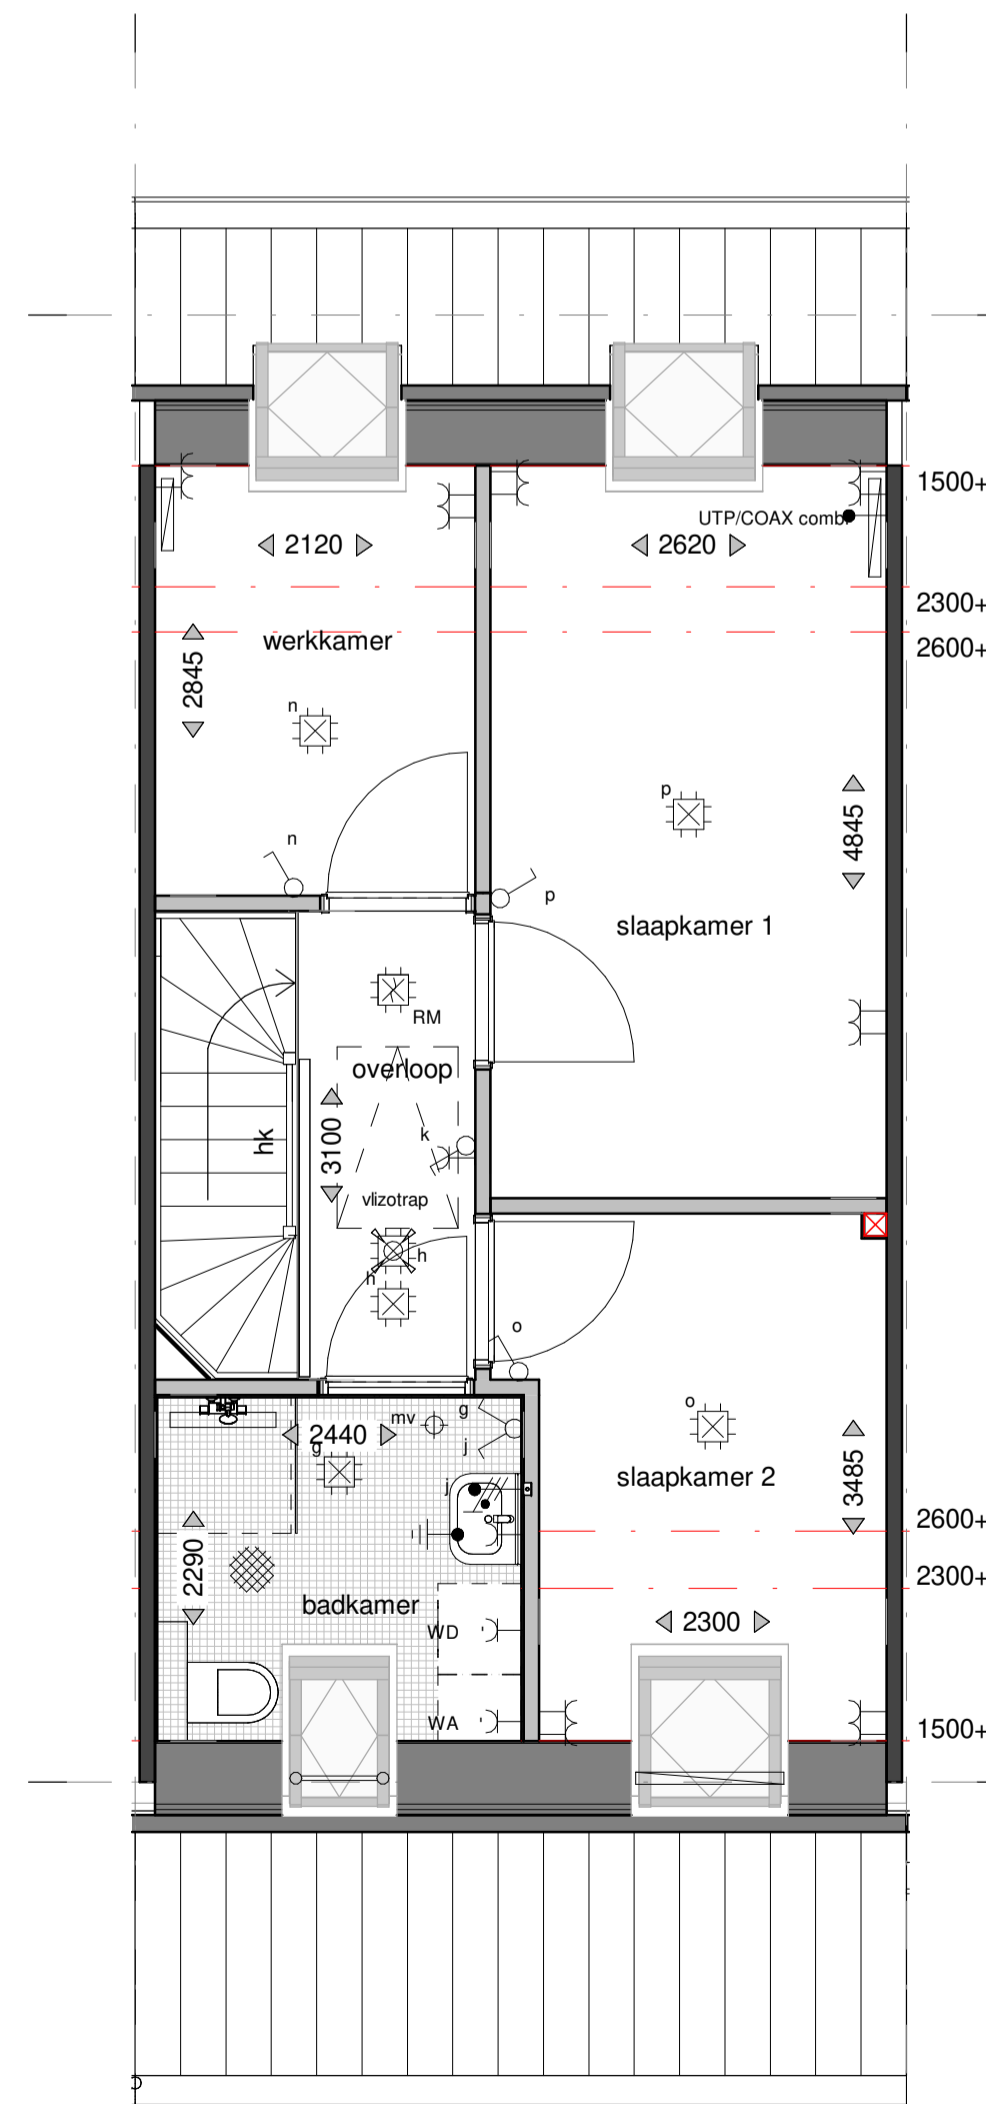 1500+
UTP/COAX combi
2120
2620
2300+
2600+
werkkamer
2845
n
p
4845
n
p
slaapkamer 1
RM
overloop
k
hk
3100
vlizotrap
h
h
o
o
g
mv
2440
g
j
j
slaapkamer 2
3485
2600+
2290
2300+
badkamer
2300
WD
WA
1500+